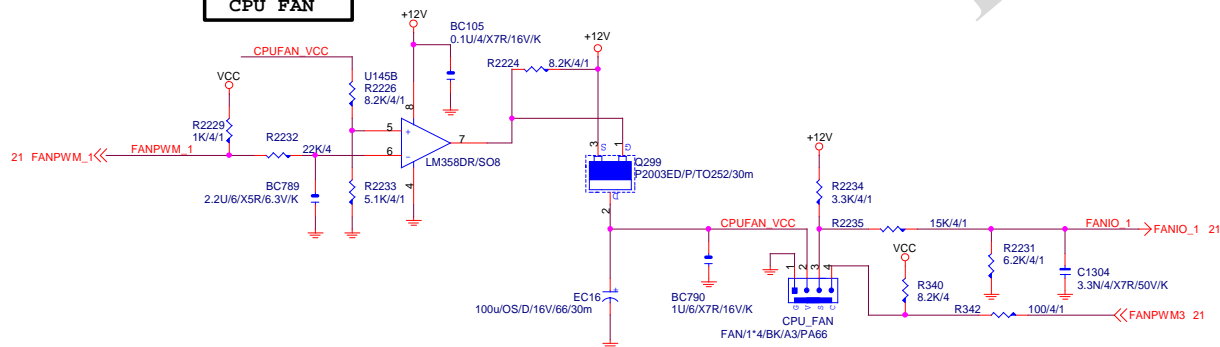 CPU FAN
+12V
BC105
0.1U/4/X7R/16V/K
+12V
CPUFAN_VCC
R2224
8.2K/4/1
VCC
U145B
R2226
8.2K/4/1
8
R2229
1K/4/1
R2232
5
+
7
3
S
G
1
21 FANPWM_1
FANPWM_1
22K/4
6
-
LM358DR/SO8
Q299
P2003ED/P/TO252/30m
+12V
4
BC789
2.2U/6/X5R/6.3V/K
R2233
5.1K/4/1
D
2
R2234
3.3K/4/1
CPUFAN_VCC
R2235
15K/4/1
FANIO_1
FANIO_1 21
VCC
R2231
6.2K/4/1
1
2
3
4
C1304
3.3N/4/X7R/50V/K
EC16
+
100u/OS/D/16V/66/30m
BC790
1U/6/X7R/16V/K
G
V
S
C
R340
8.2K/4
R342
100/4/1
FANPWM3 21
CPU_FAN
FAN/1*4/BK/A3/PA66